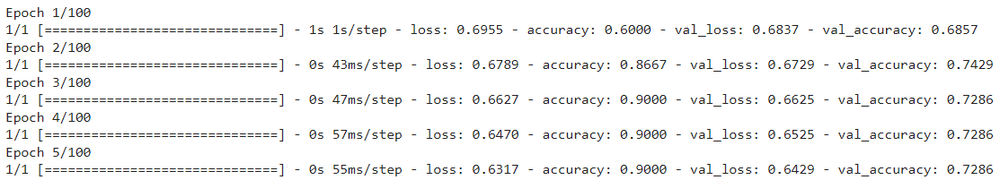 Epoch 1/100
1/1 [==============================] - 1s 1s/step - loss: 0.6955 - accuracy: 0.6000 - val_loss: 0.6837 - val_accuracy: 0.6857
Epoch 2/100
1/1 [==============================] - 0s 43ms/step - loss: 0.6789 - accuracy: 0.8667 - val_loss: 0.6729 - val_accuracy: 0.7429
Epoch 3/100
1/1 [==============================] - 0s 47ms/step - loss: 0.6627 - accuracy: 0.9000 - val_loss: 0.6625 - val_accuracy: 0.7286
Epoch 4/100
1/1 [==============================] - 0s 57ms/step - loss: 0.6470 - accuracy: 0.9000 - val_loss: 0.6525 - val_accuracy: 0.7286
Epoch 5/100
1/1 [==============================] - 0s 55ms/step - loss: 0.6317 - accuracy: 0.9000 - val_loss: 0.6429 - val_accuracy: 0.7286